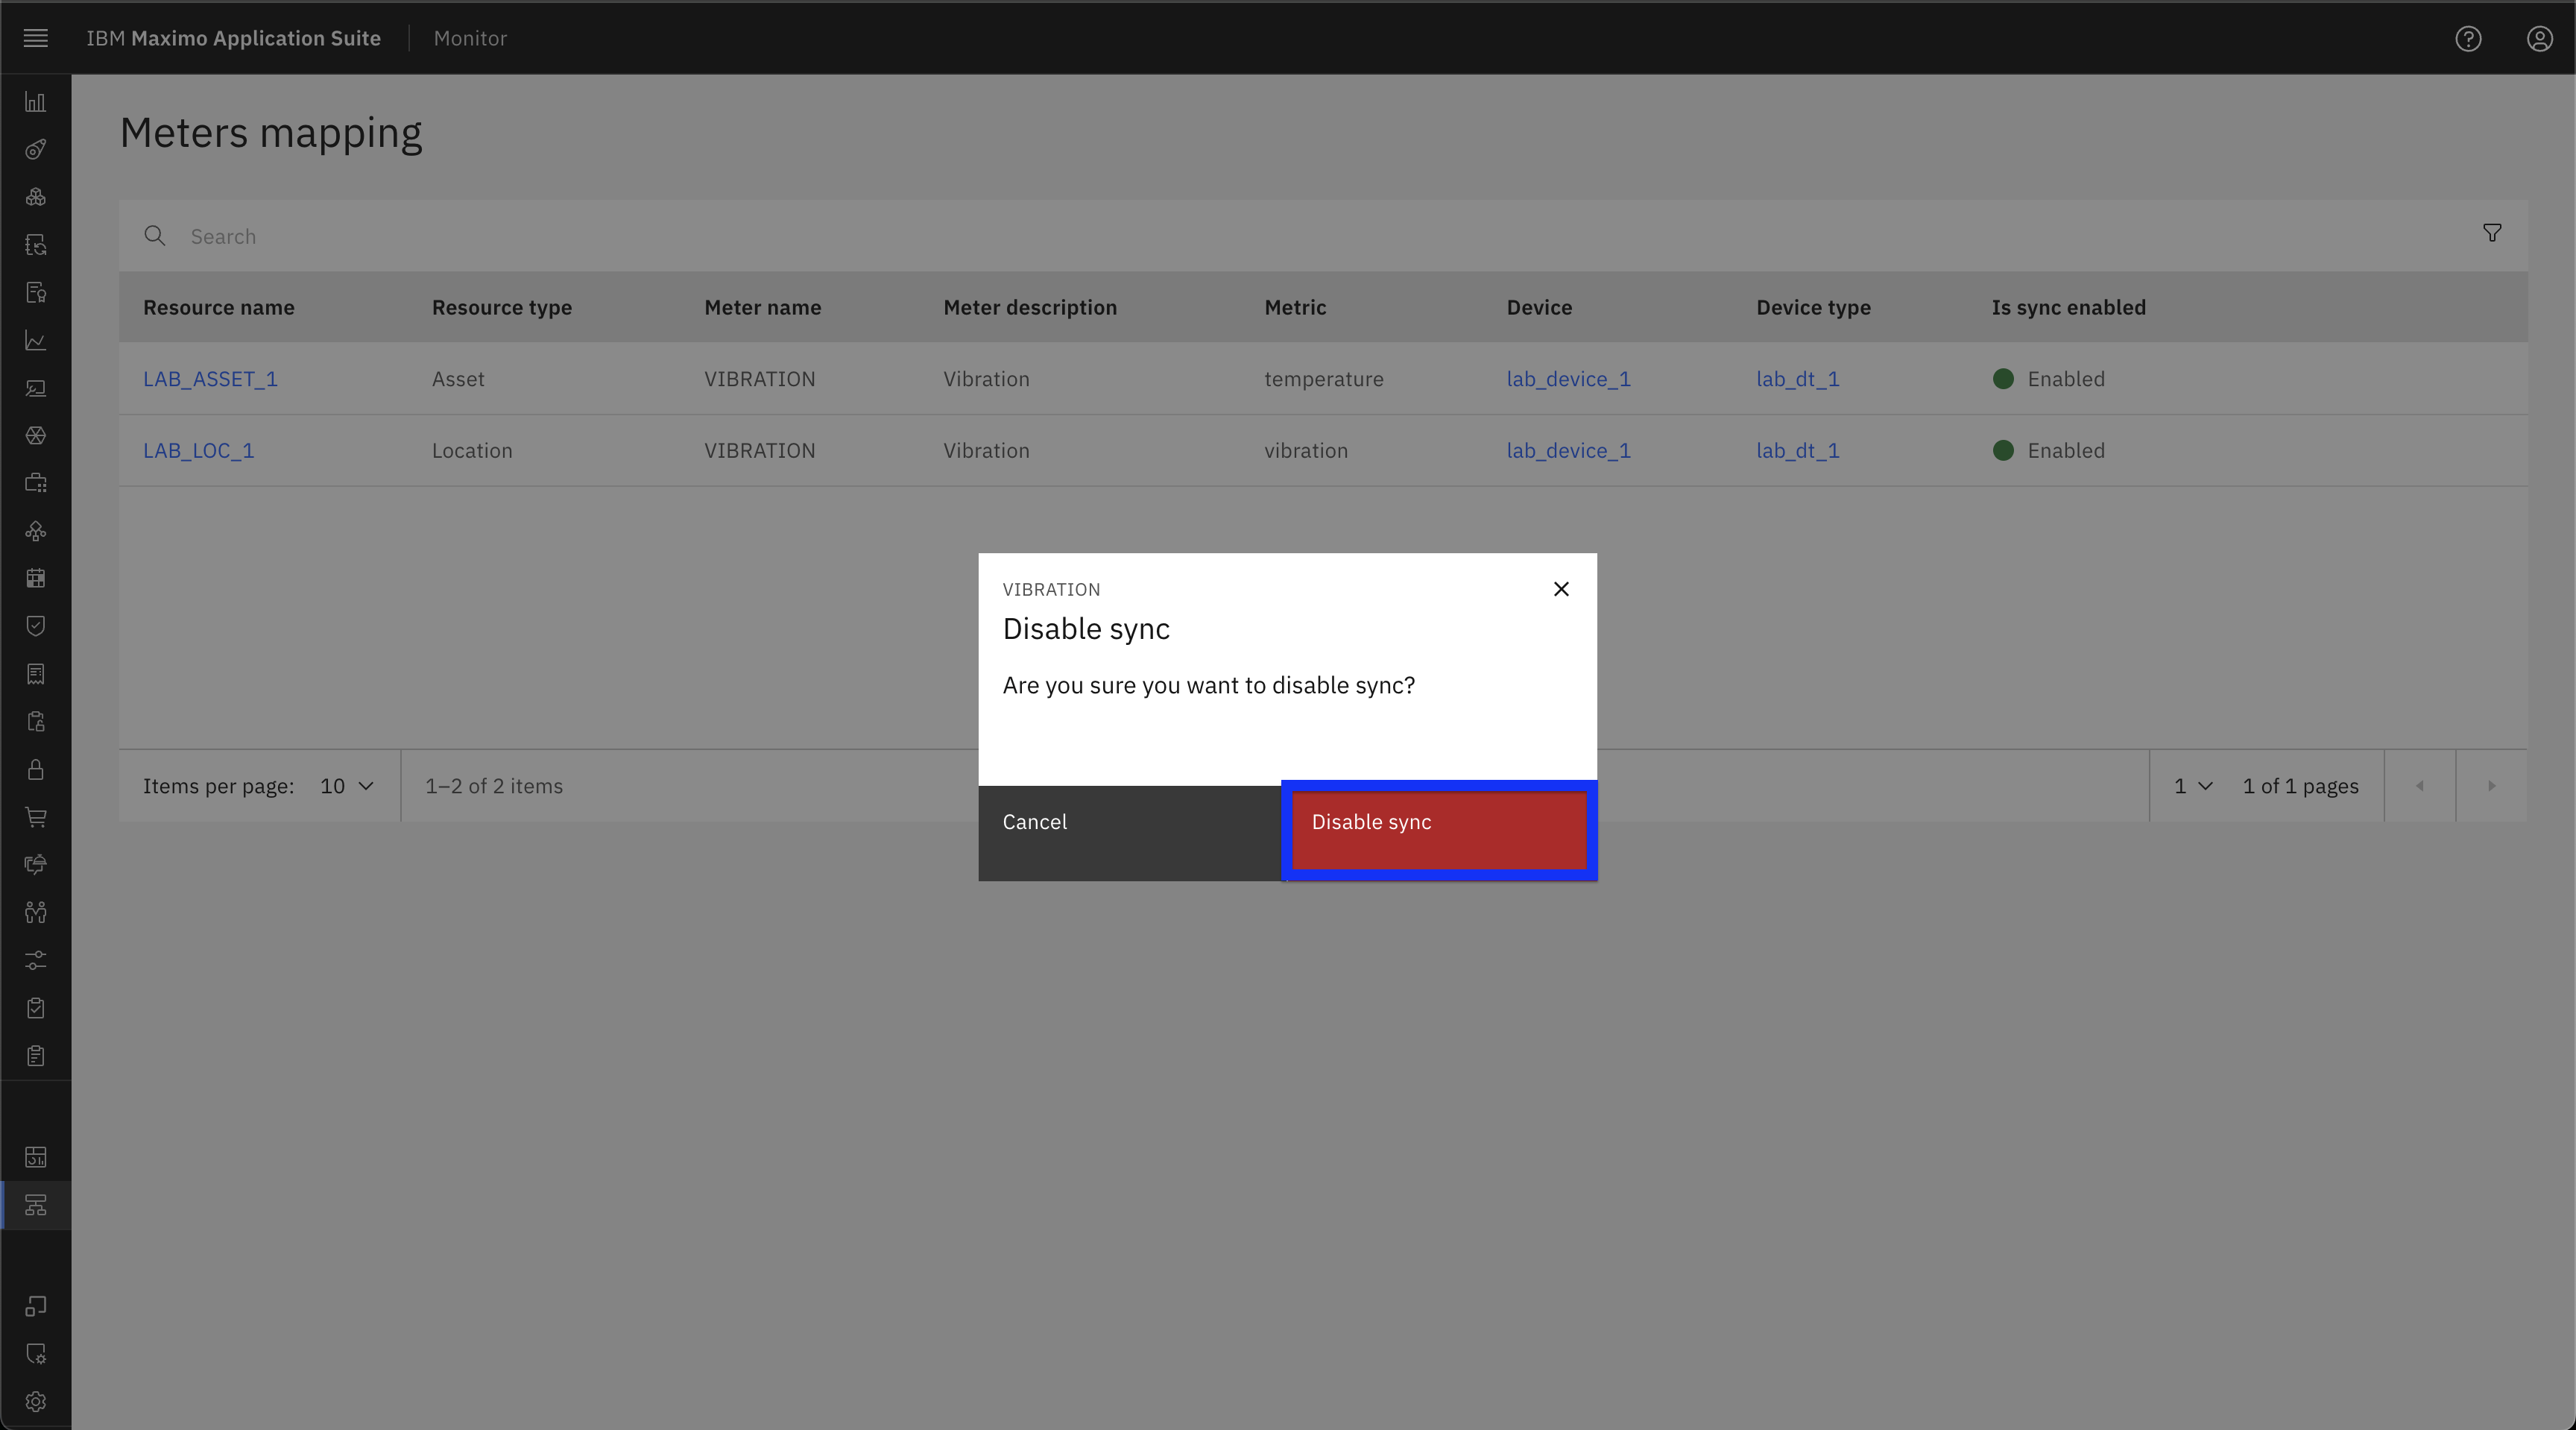 IBM Maximo Application Suite Monitor
Meters mapping
Search
Resource name Resource type Meter name Meter description Metric Device Device type Is sync enabled
LAB_ASSET_1 Asset VIBRATION Vibration temperature lab_device_1 lab_dt_1 Enabled
LAB_LOC_1 Location VIBRATION Vibration vibration lab_device_1 lab_dt_1 Enabled
VIBRATION
Disable sync
Are you sure you want to disable sync?
Items per page: 10 1–2 of 2 items 1 1 of 1 pages
Cancel Disable sync